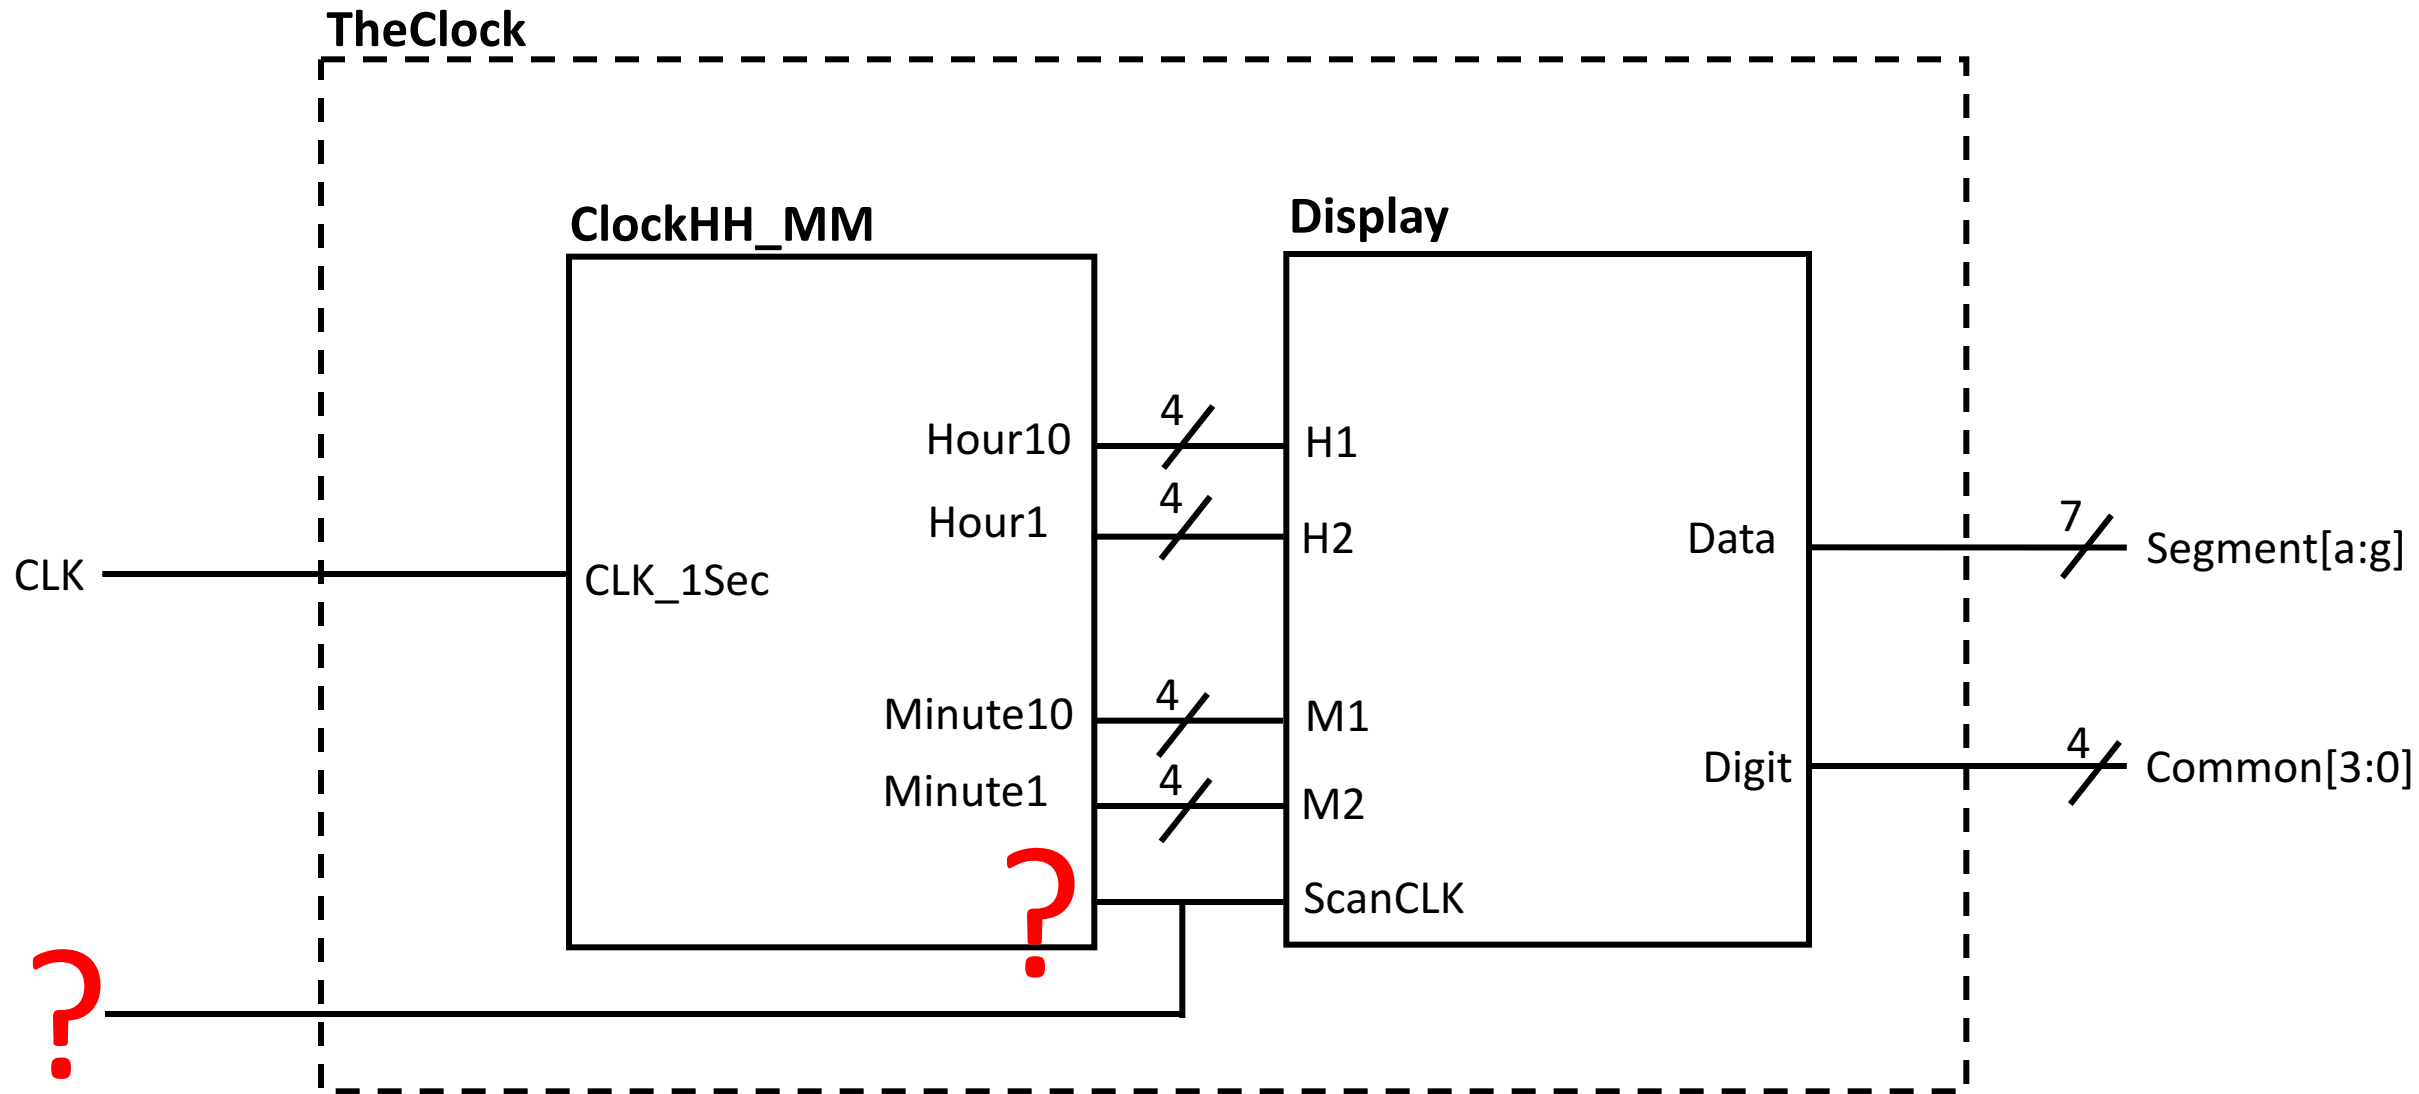 TheClock
ClockHH_MM
Display
Hour10
4
H1
Hour1
4
H2
CLK
CLK_1Sec
Data
7
Segment[a:g]
Minute10
4
M1
Minute1
4
M2
Digit
4
Common[3:0]
?
ScanCLK
?